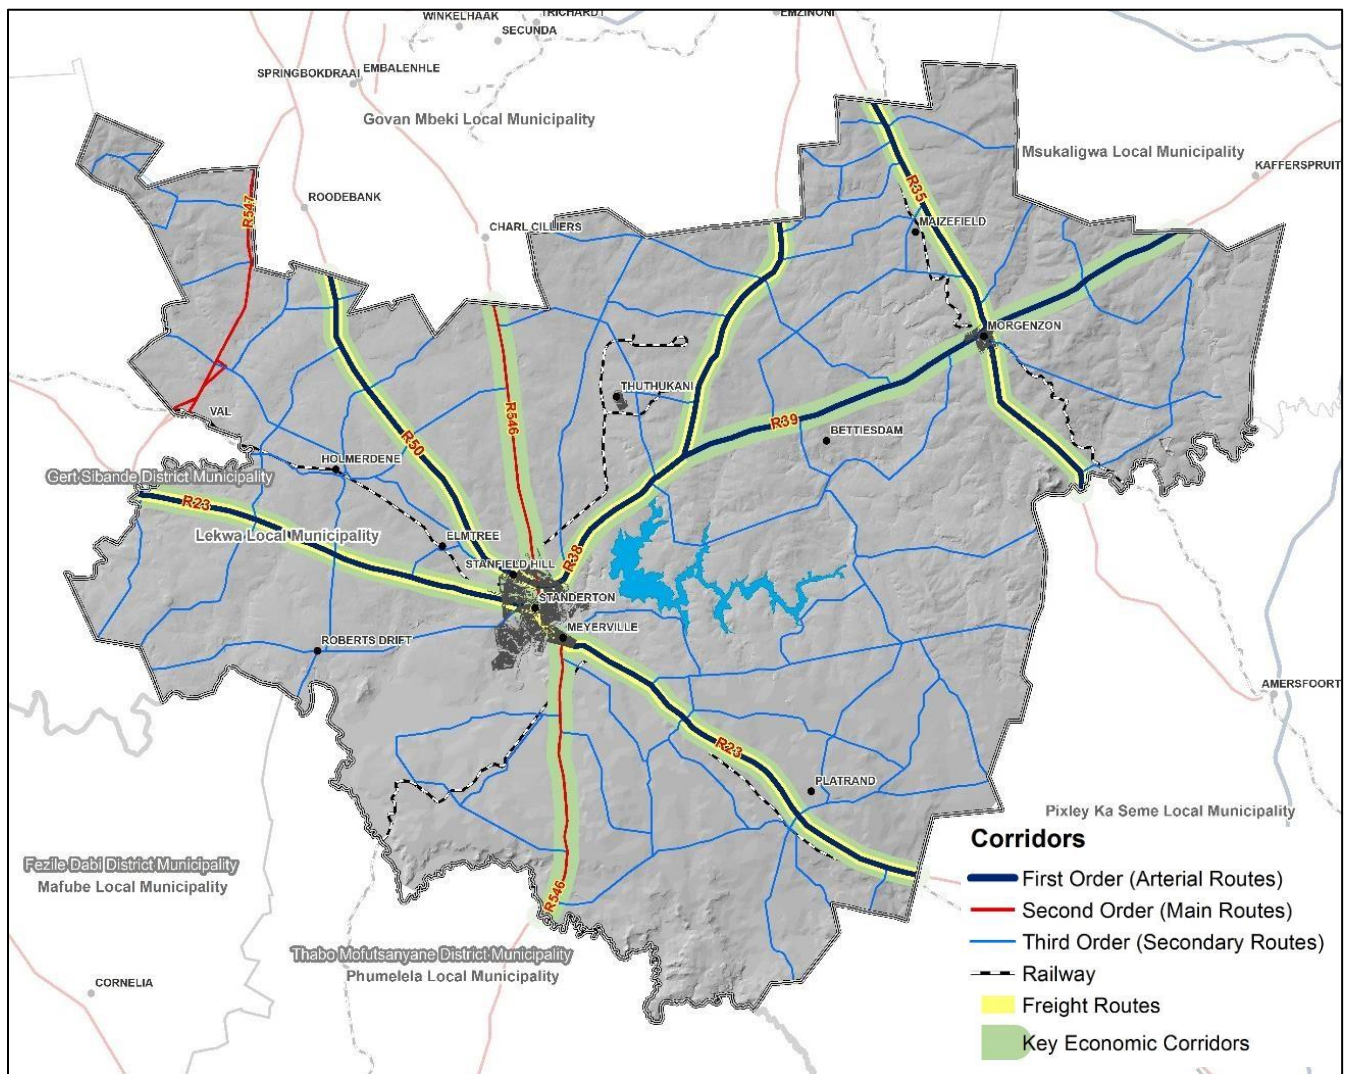 WINKELHAAK
TRICHARDT
EMZINONI
SECUNDA
SPRINGBOKDRAAI
EMBALENHLE
Govan Mbeki Local Municipality
Msukaligwa Local Municipality
KAFFERSPRUIT
R547
ROODEBANK
R35
MAIZEFIELD
CHARL CILLIERS
MORGENZON
THUTHUKANI
VAL
R546
R39
BETTIESDAM
R50
HOLMERDENE
Gert Sibande District Municipality
R23
Lekwa Local Municipality
ELMTREE
R38
STANFIELD HILL
STANDERTON
MEYERVILLE
ROBERTS DRIFT
AMERSFOORT
R23
PLATRAND
Pixley Ka Seme Local Municipality
Fezile Dabi District Municipality
Mafube Local Municipality
R546
Thabo Mofutsanyane District Municipality
Phumelela Local Municipality
CORNELIA
Corridors
First Order (Arterial Routes)
Second Order (Main Routes)
Third Order (Secondary Routes)
Railway
Freight Routes
Key Economic Corridors